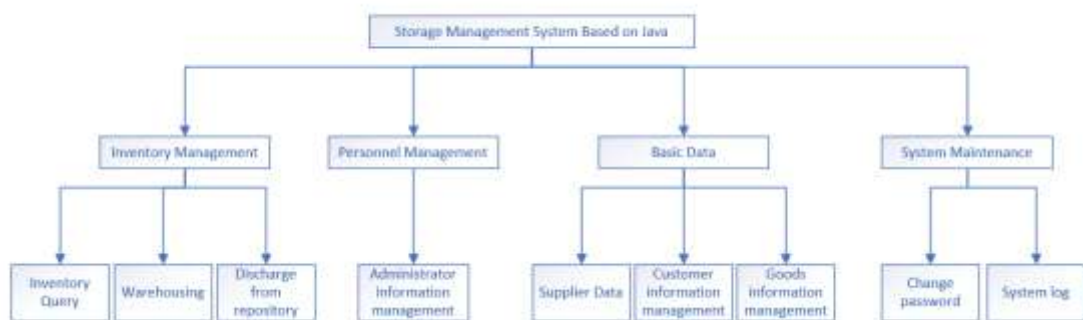 Storage Management System Based on Java
Inventory Management
Personnel Management
Basic Data
System Maintenance
Inventory
Query
Warehousing
Discharge
from
repository
Administrator
information
management
Supplier Data
Customer
information
management
Goods
information
management
Change
password
System log